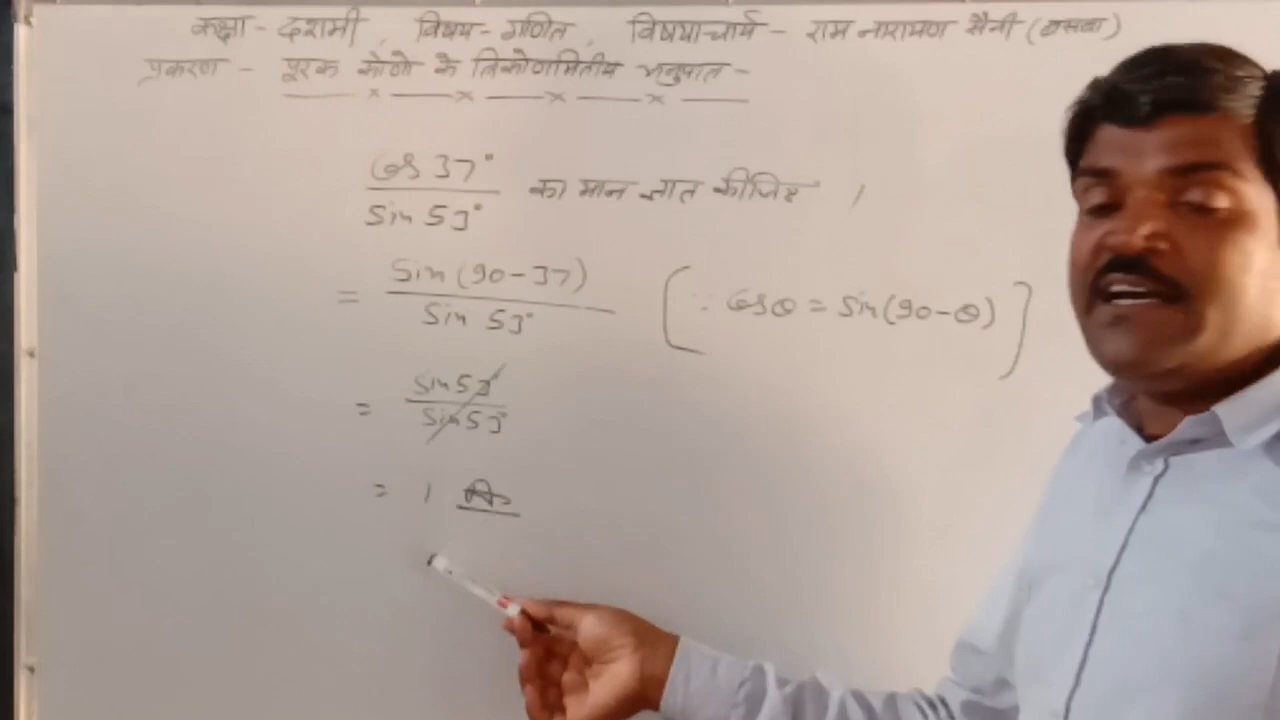 कक्षा - दशमी, विषय - गणित, विषयाचार्य - राम नारायण सैनी (बसवा)
प्रकरण - पूरक कोणो के त्रिकोणमितीय अनुपात -
Cos 37° / Sin 53° का मान ज्ञात कीजिए ।
= Sin (90 - 37) / Sin 53° [∵ Cosθ = Sin(90 - θ)]
= Sin 53° / Sin 53°
= 1